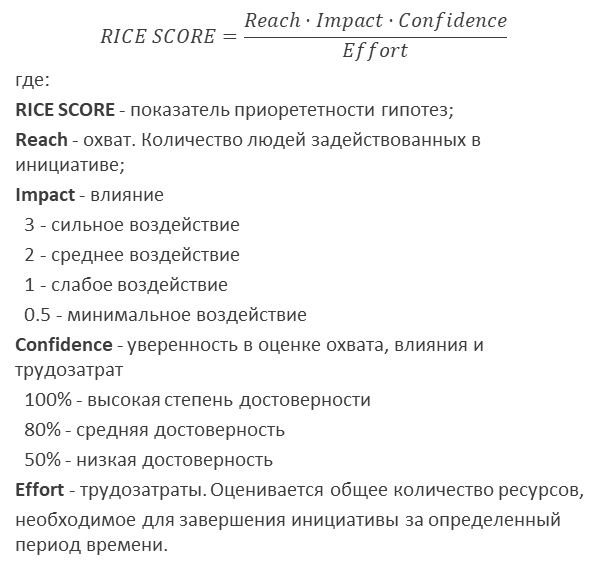 RICE SCORE = Reach · Impact · Confidence / Effort
где:
RICE SCORE - показатель приорететности гипотез;
Reach - охват. Количество людей задействованных в
инициативе;
Impact - влияние
3 - сильное воздействие
2 - среднее воздействие
1 - слабое воздействие
0.5 - минимальное воздействие
Confidence - уверенность в оценке охвата, влияния и
трудозатрат
100% - высокая степень достоверности
80% - средняя достоверность
50% - низкая достоверность
Effort - трудозатраты. Оценивается общее количество ресурсов,
необходимое для завершения инициативы за определенный
период времени.